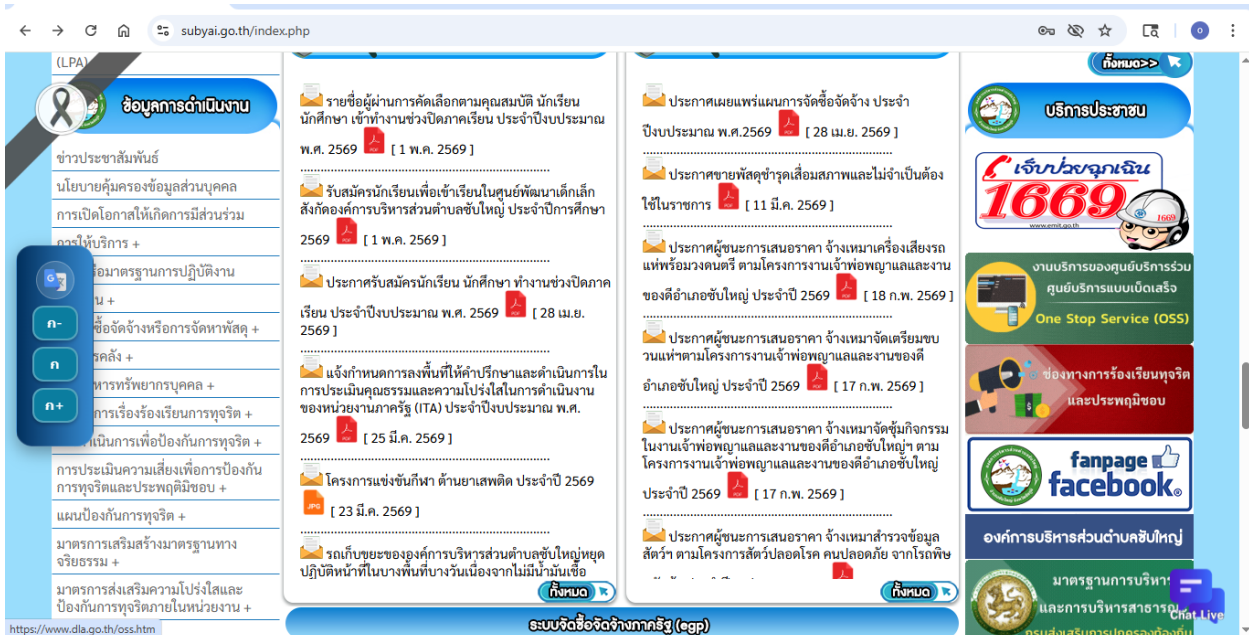 subyai.go.th/index.php
(LPA)
ข้อมูลการดำเนินงาน
ข่าวประชาสัมพันธ์
นโยบายคุ้มครองข้อมูลส่วนบุคคล
การเปิดโอกาสให้เกิดการมีส่วนร่วม
การให้บริการ +
มาตรฐานการปฏิบัติงาน
ก-
ก
ก+
ซื้อจัดจ้างหรือการจัดหาพัสดุ +
การเรื่องร้องเรียนการทุจริต +
เนินการเพื่อป้องกันการทุจริต +
การประเมินความเสี่ยงเพื่อการป้องกัน
การทุจริตและประพฤติมิชอบ +
แผนป้องกันการทุจริต +
มาตรการเสริมสร้างมาตรฐานทาง
จริยธรรม +
มาตรการส่งเสริมความโปร่งใสและ
ป้องกันการทุจริตภายในหน่วยงาน +
https://www.dla.go.th/oss.htm
รายชื่อผู้ผ่านการคัดเลือกตามคุณสมบัติ นักเรียน
นักศึกษา เข้าทำงานช่วงปิดภาคเรียน ประจำปีงบประมาณ
พ.ศ. 2569 [ 1 พ.ค. 2569 ]
รับสมัครนักเรียนเพื่อเข้าเรียนในศูนย์พัฒนาเด็กเล็ก
สังกัดองค์การบริหารส่วนตำบลซับใหญ่ ประจำปีการศึกษา
2569 [ 1 พ.ค. 2569 ]
ประกาศรับสมัครนักเรียน นักศึกษา ทำงานช่วงปิดภาค
เรียน ประจำปีงบประมาณ พ.ศ. 2569 [ 28 เม.ย.
2569 ]
แจ้งกำหนดการลงพื้นที่ให้คำปรึกษาและดำเนินการใน
การประเมินคุณธรรมและความโปร่งใสในการดำเนินงาน
ของหน่วยงานภาครัฐ (ITA) ประจำปีงบประมาณ พ.ศ.
2569 [ 25 มี.ค. 2569 ]
โครงการแข่งขันกีฬา ต้านยาเสพติด ประจำปี 2569
[ 23 มี.ค. 2569 ]
รถเก็บขยะขององค์การบริหารส่วนตำบลซับใหญ่หยุด
ปฏิบัติหน้าที่ในบางพื้นที่บางวันเนื่องจากไม่มีน้ำมันเชื้อ
ทั้งหมด
ประกาศเผยแพร่แผนการจัดซื้อจัดจ้าง ประจำ
ปีงบประมาณ พ.ศ.2569 [ 28 เม.ย. 2569 ]
ประกาศขายพัสดุชำรุดเสื่อมสภาพและไม่จำเป็นต้อง
ใช้ในราชการ [ 11 มี.ค. 2569 ]
ประกาศผู้ชนะการเสนอราคา จ้างเหมาเครื่องเสียงรถ
แห่พร้อมวงดนตรี ตามโครงการงานเจ้าพ่อพญาแลและงาน
ของดีอำเภอซับใหญ่ ประจำปี 2569 [ 18 ก.พ. 2569 ]
ประกาศผู้ชนะการเสนอราคา จ้างเหมาจัดเตรียมขบ
วนแห่ฯตามโครงการงานเจ้าพ่อพญาแลและงานของดี
อำเภอซับใหญ่ ประจำปี 2569 [ 17 ก.พ. 2569 ]
ประกาศผู้ชนะการเสนอราคา จ้างเหมาจัดซุ้มกิจกรรม
ในงานเจ้าพ่อพญาแลและงานของดีอำเภอซับใหญ่ฯ ตาม
โครงการงานเจ้าพ่อพญาแลและงานของดีอำเภอซับใหญ่
ประจำปี 2569 [ 17 ก.พ. 2569 ]
ประกาศผู้ชนะการเสนอราคา จ้างเหมาสำรวจข้อมูล
สัตว์ฯ ตามโครงการสัตว์ปลอดโรค คนปลอดภัย จากโรคพิษ
ทั้งหมด
ระบบจัดซื้อจัดจ้างภาครัฐ (egp)
ทั้งหมด>>
บริการประชาชน
เจ็บป่วยฉุกเฉิน
1669
www.emit.go.th
งานบริการของศูนย์บริการร่วม
ศูนย์บริการแบบเบ็ดเสร็จ
One Stop Service (OSS)
ช่องทางการร้องเรียนทุจริต
และประพฤมิชอบ
fanpage
facebook
องค์การบริหารส่วนตำบลซับใหญ่
มาตรฐานการบริหาร
และการบริหารสาธารณ
กรมส่งเสริมการปกครองท้องถิ่น
Chat Live